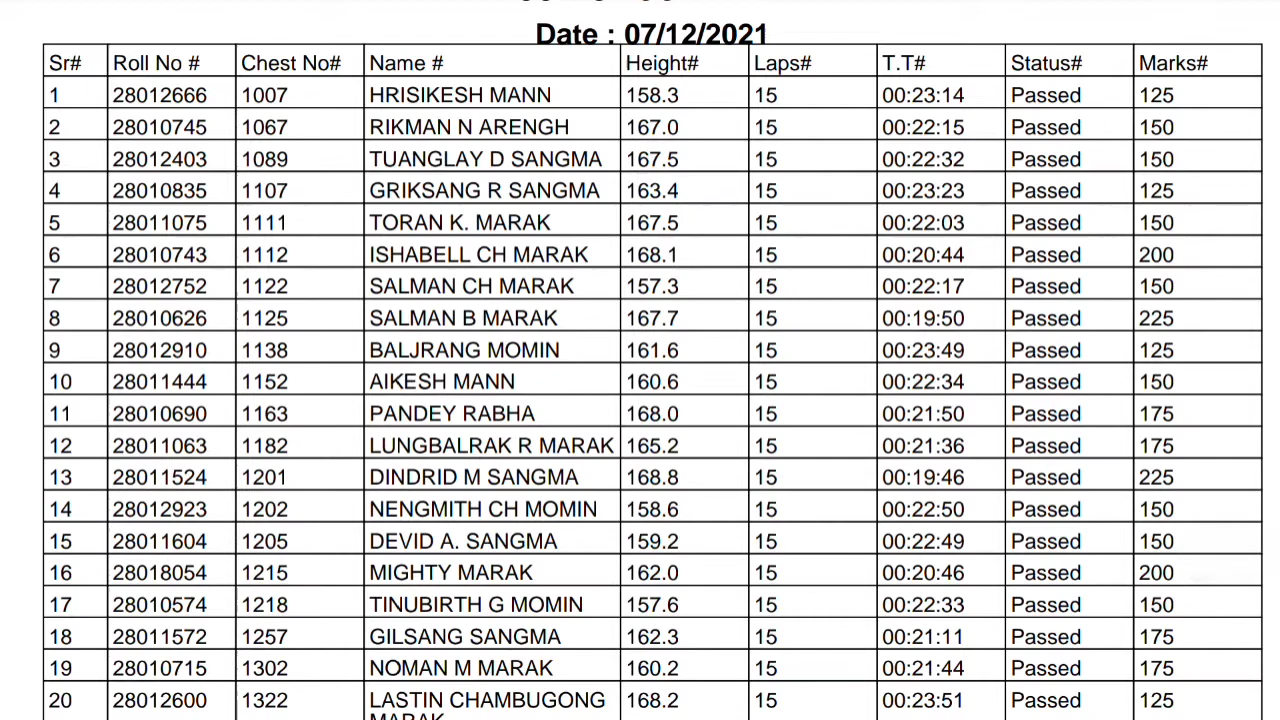 Date : 07/12/2021
Sr# Roll No # Chest No# Name # Height# Laps# T.T# Status# Marks#
1 28012666 1007 HRISIKESH MANN 158.3 15 00:23:14 Passed 125
2 28010745 1067 RIKMAN N ARENGH 167.0 15 00:22:15 Passed 150
3 28012403 1089 TUANGLAY D SANGMA 167.5 15 00:22:32 Passed 150
4 28010835 1107 GRIKSANG R SANGMA 163.4 15 00:23:23 Passed 125
5 28011075 1111 TORAN K. MARAK 167.5 15 00:22:03 Passed 150
6 28010743 1112 ISHABELL CH MARAK 168.1 15 00:20:44 Passed 200
7 28012752 1122 SALMAN CH MARAK 157.3 15 00:22:17 Passed 150
8 28010626 1125 SALMAN B MARAK 167.7 15 00:19:50 Passed 225
9 28012910 1138 BALJRANG MOMIN 161.6 15 00:23:49 Passed 125
10 28011444 1152 AIKESH MANN 160.6 15 00:22:34 Passed 150
11 28010690 1163 PANDEY RABHA 168.0 15 00:21:50 Passed 175
12 28011063 1182 LUNGBALRAK R MARAK 165.2 15 00:21:36 Passed 175
13 28011524 1201 DINDRID M SANGMA 168.8 15 00:19:46 Passed 225
14 28012923 1202 NENGMITH CH MOMIN 158.6 15 00:22:50 Passed 150
15 28011604 1205 DEVID A. SANGMA 159.2 15 00:22:49 Passed 150
16 28018054 1215 MIGHTY MARAK 162.0 15 00:20:46 Passed 200
17 28010574 1218 TINUBIRTH G MOMIN 157.6 15 00:22:33 Passed 150
18 28011572 1257 GILSANG SANGMA 162.3 15 00:21:11 Passed 175
19 28010715 1302 NOMAN M MARAK 160.2 15 00:21:44 Passed 175
20 28012600 1322 LASTIN CHAMBUGONG 168.2 15 00:23:51 Passed 125
MARAK